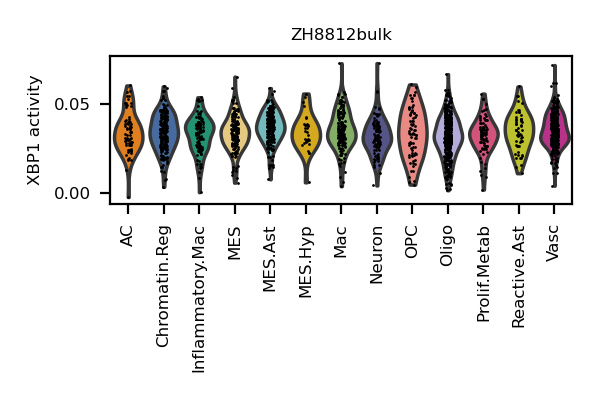 ZH8812bulk
XBP1 activity
0.05
0.00
AC
Chromatin.Reg
Inflammatory.Mac
MES
MES.Ast
MES.Hyp
Mac
Neuron
OPC
Oligo
Prolif.Metab
Reactive.Ast
Vasc